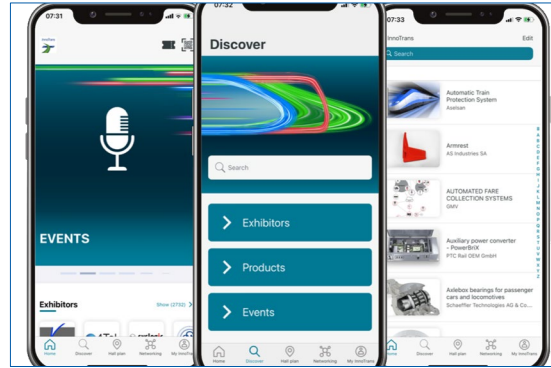 07:31
InnoTrans
EVENTS
Exhibitors
Show (3710) >
Home
Discover
Hall plan
Networking
My InnoTrans
07:32
Discover
Search
Exhibitors
Products
Events
Home
Discover
Hall plan
Networking
My InnoTrans
07:33
InnoTrans
Edit
Search
Automatic Train
Protection System
Axelsen
Armrest
AS Industries SA
AUTOMATED FARE
COLLECTION SYSTEMS
GMV
Auxiliary power converter
- PowerBriX
PTC Rail OEM GmbH
Axlebox bearings for passenger
cars and locomotives
Schaeffler Technologies AG & Co...
Home
Discover
Hall plan
Networking
My InnoTrans